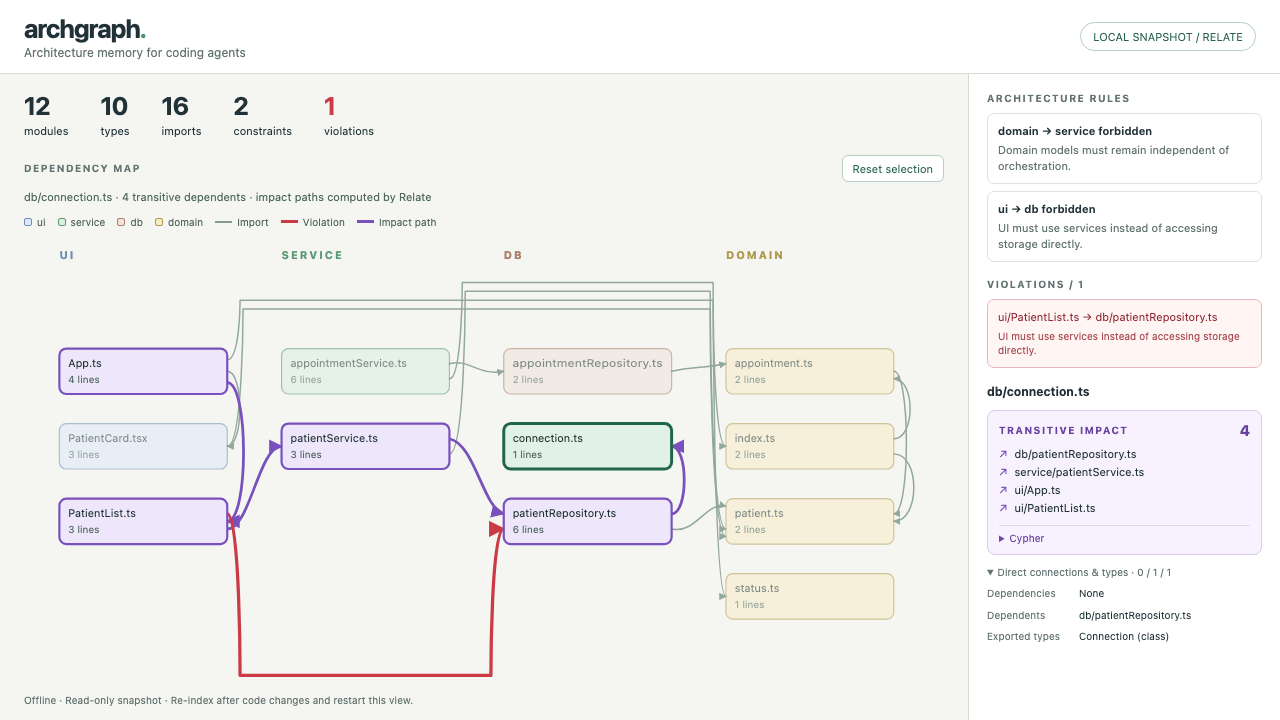 archgraph.
Architecture memory for coding agents
LOCAL SNAPSHOT / RELATE
12
modules
10
types
16
imports
2
constraints
1
violations
DEPENDENCY MAP
Reset selection
db/connection.ts · 4 transitive dependents · impact paths computed by Relate
ui
service
db
domain
Import
Violation
Impact path
UI
SERVICE
DB
DOMAIN
App.ts
4 lines
appointmentService.ts
6 lines
appointmentRepository.ts
2 lines
appointment.ts
2 lines
PatientCard.tsx
3 lines
patientService.ts
3 lines
connection.ts
1 lines
index.ts
2 lines
PatientList.ts
3 lines
patientRepository.ts
6 lines
patient.ts
2 lines
status.ts
1 lines
Offline · Read-only snapshot · Re-index after code changes and restart this view.
ARCHITECTURE RULES
domain → service forbidden
Domain models must remain independent of
orchestration.
ui → db forbidden
UI must use services instead of accessing
storage directly.
VIOLATIONS / 1
ui/PatientList.ts → db/patientRepository.ts
UI must use services instead of accessing storage
directly.
db/connection.ts
TRANSITIVE IMPACT 4
↗ db/patientRepository.ts
↗ service/patientService.ts
↗ ui/App.ts
↗ ui/PatientList.ts
▶ Cypher
▼ Direct connections & types · 0 / 1 / 1
Dependencies None
Dependents db/patientRepository.ts
Exported types Connection (class)